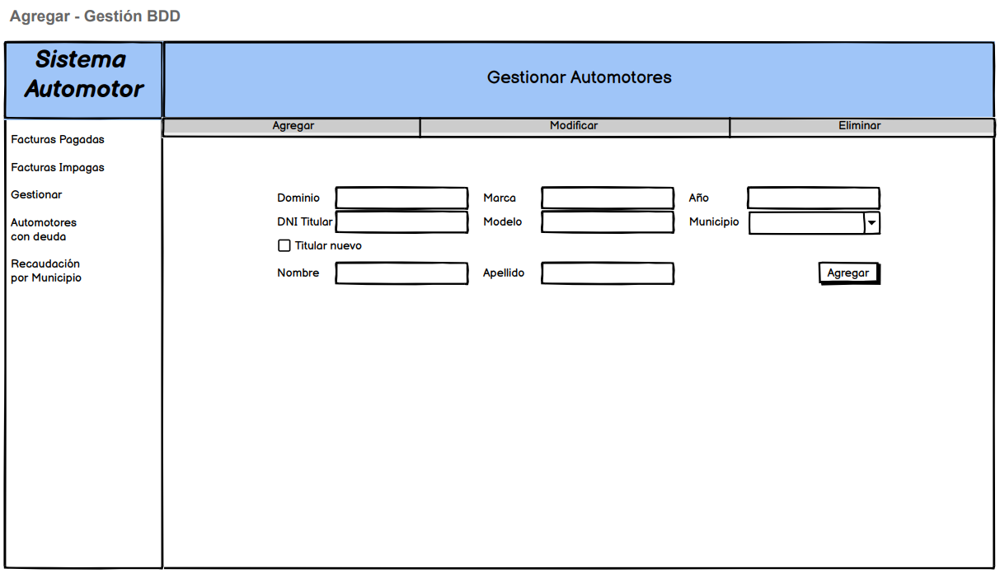 Agregar - Gestión BDD
Sistema
Automotor
Gestionar Automotores
Agregar
Modificar
Eliminar
Facturas Pagadas
Facturas Impagas
Gestionar
Automotores
con deuda
Recaudación
por Municipio
Dominio
Marca
Año
DNI Titular
Modelo
Municipio
Titular nuevo
Nombre
Apellido
Agregar